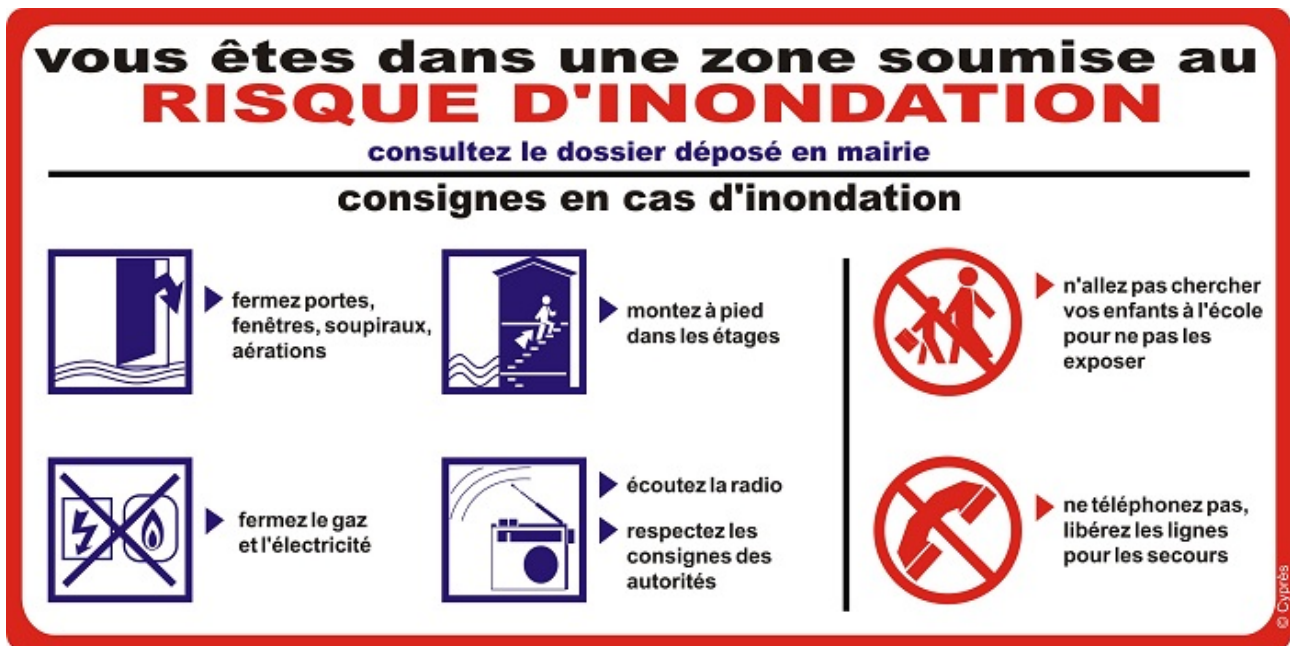 vous êtes dans une zone soumise au
RISQUE D'INONDATION
consultez le dossier déposé en mairie
consignes en cas d'inondation
fermez portes,
fenêtres, soupiraux,
aérations
montez à pied
dans les étages
n'allez pas chercher
vos enfants à l'école
pour ne pas les
exposer
fermez le gaz
et l'électricité
écoutez la radio
respectez les
consignes des
autorités
ne téléphonez pas,
libérez les lignes
pour les secours
© Cyprès